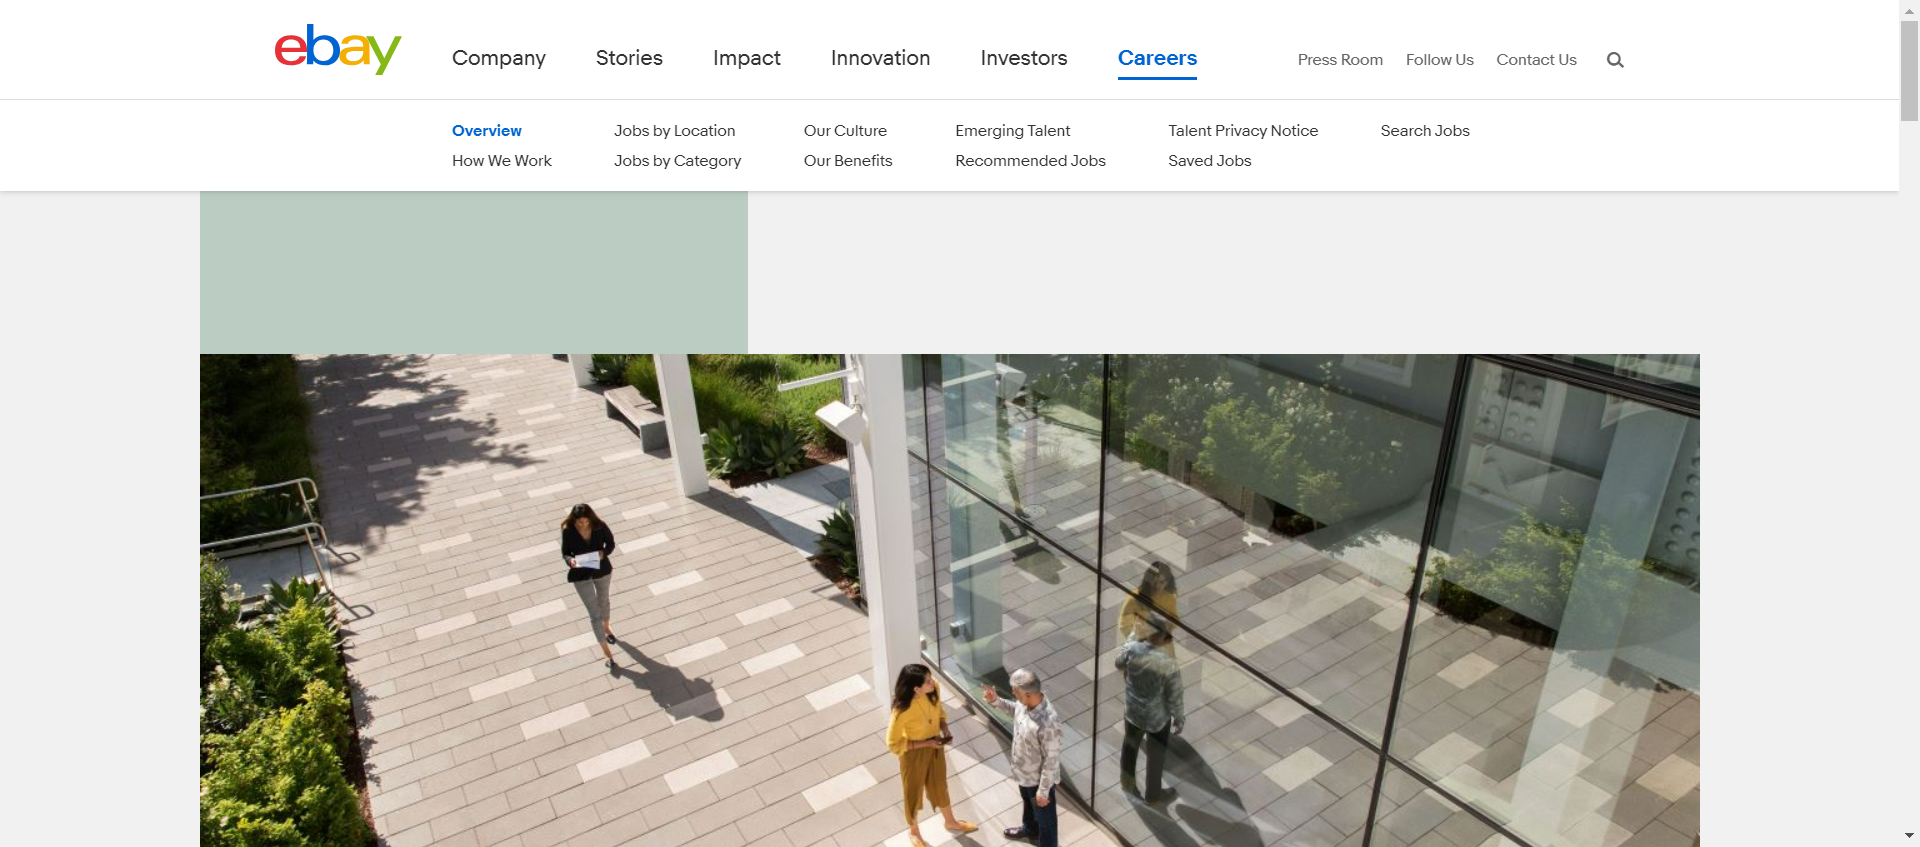 ebay Company Stories Impact Innovation Investors Careers Press Room Follow Us Contact Us
Overview Jobs by Location Our Culture Emerging Talent Talent Privacy Notice Search Jobs
How We Work Jobs by Category Our Benefits Recommended Jobs Saved Jobs